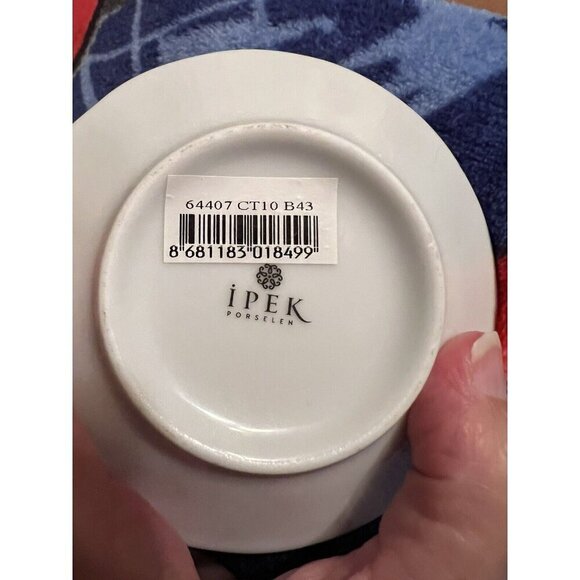 64407 CT10 B43
8 681183 018499
İPEK
PORSELEN